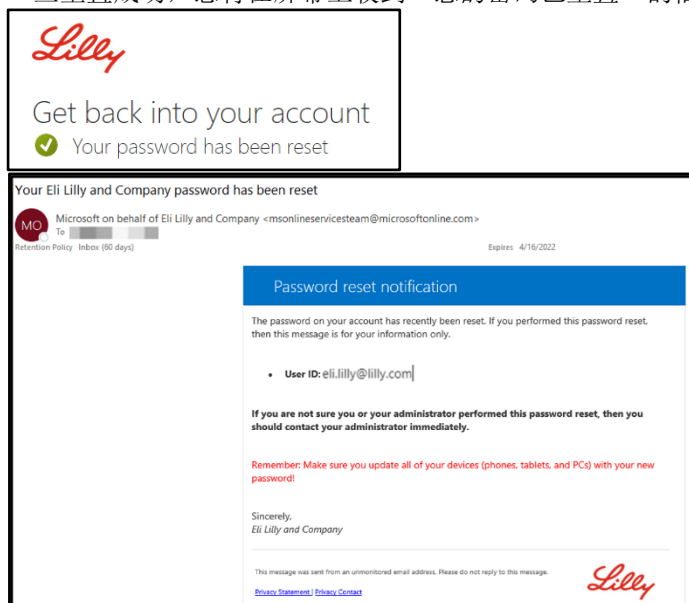 Lilly
Get back into your account
Your password has been reset
Your Eli Lilly and Company password has been reset
MO
Microsoft on behalf of Eli Lilly and Company <msonlineservicesteam@microsoftonline.com>
To
Retention Policy Inbox (60 days)
Expires 4/16/2022
Password reset notification
The password on your account has recently been reset. If you performed this password reset,
then this message is for your information only.
• User ID: eli.lilly@lilly.com
If you are not sure you or your administrator performed this password reset, then you
should contact your administrator immediately.
Remember: Make sure you update all of your devices (phones, tablets, and PCs) with your new
password!
Sincerely,
Eli Lilly and Company
This message was sent from an unmonitored email address. Please do not reply to this message.
Lilly
Privacy Statement | Privacy Contact